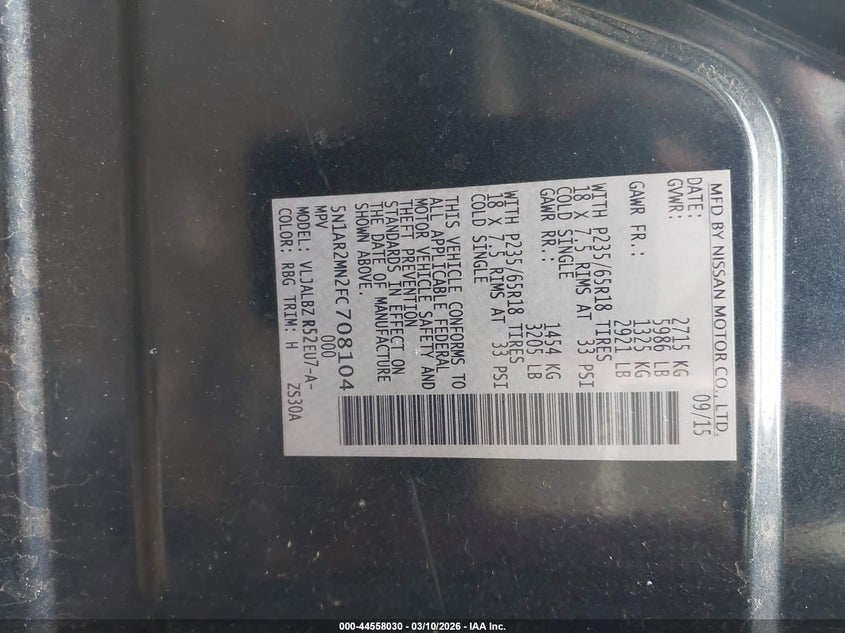 MFD BY NISSAN MOTOR CO., LTD.
DATE: 09/15
GVWR: 2715 KG
5986 LB
GAWR FR.: 1325 KG
2921 LB
WITH P235/65R18 TIRES
18 X 7.5 RIMS AT 33 PSI
COLD SINGLE
GAWR RR.: 1454 KG
3205 LB
WITH P235/65R18 TIRES
18 X 7.5 RIMS AT 33 PSI
COLD SINGLE
THIS VEHICLE CONFORMS TO
ALL APPLICABLE FEDERAL
MOTOR VEHICLE SAFETY AND
THEFT PREVENTION
STANDARDS IN EFFECT ON
THE DATE OF MANUFACTURE
SHOWN ABOVE.
5N1AR2MN2FC708104
MPV 000
MODEL: VLJALBZ R52EU7-A-
COLOR: RBG TRIM: H ZS30A
000-44558030 - 03/10/2026 - IAA Inc.